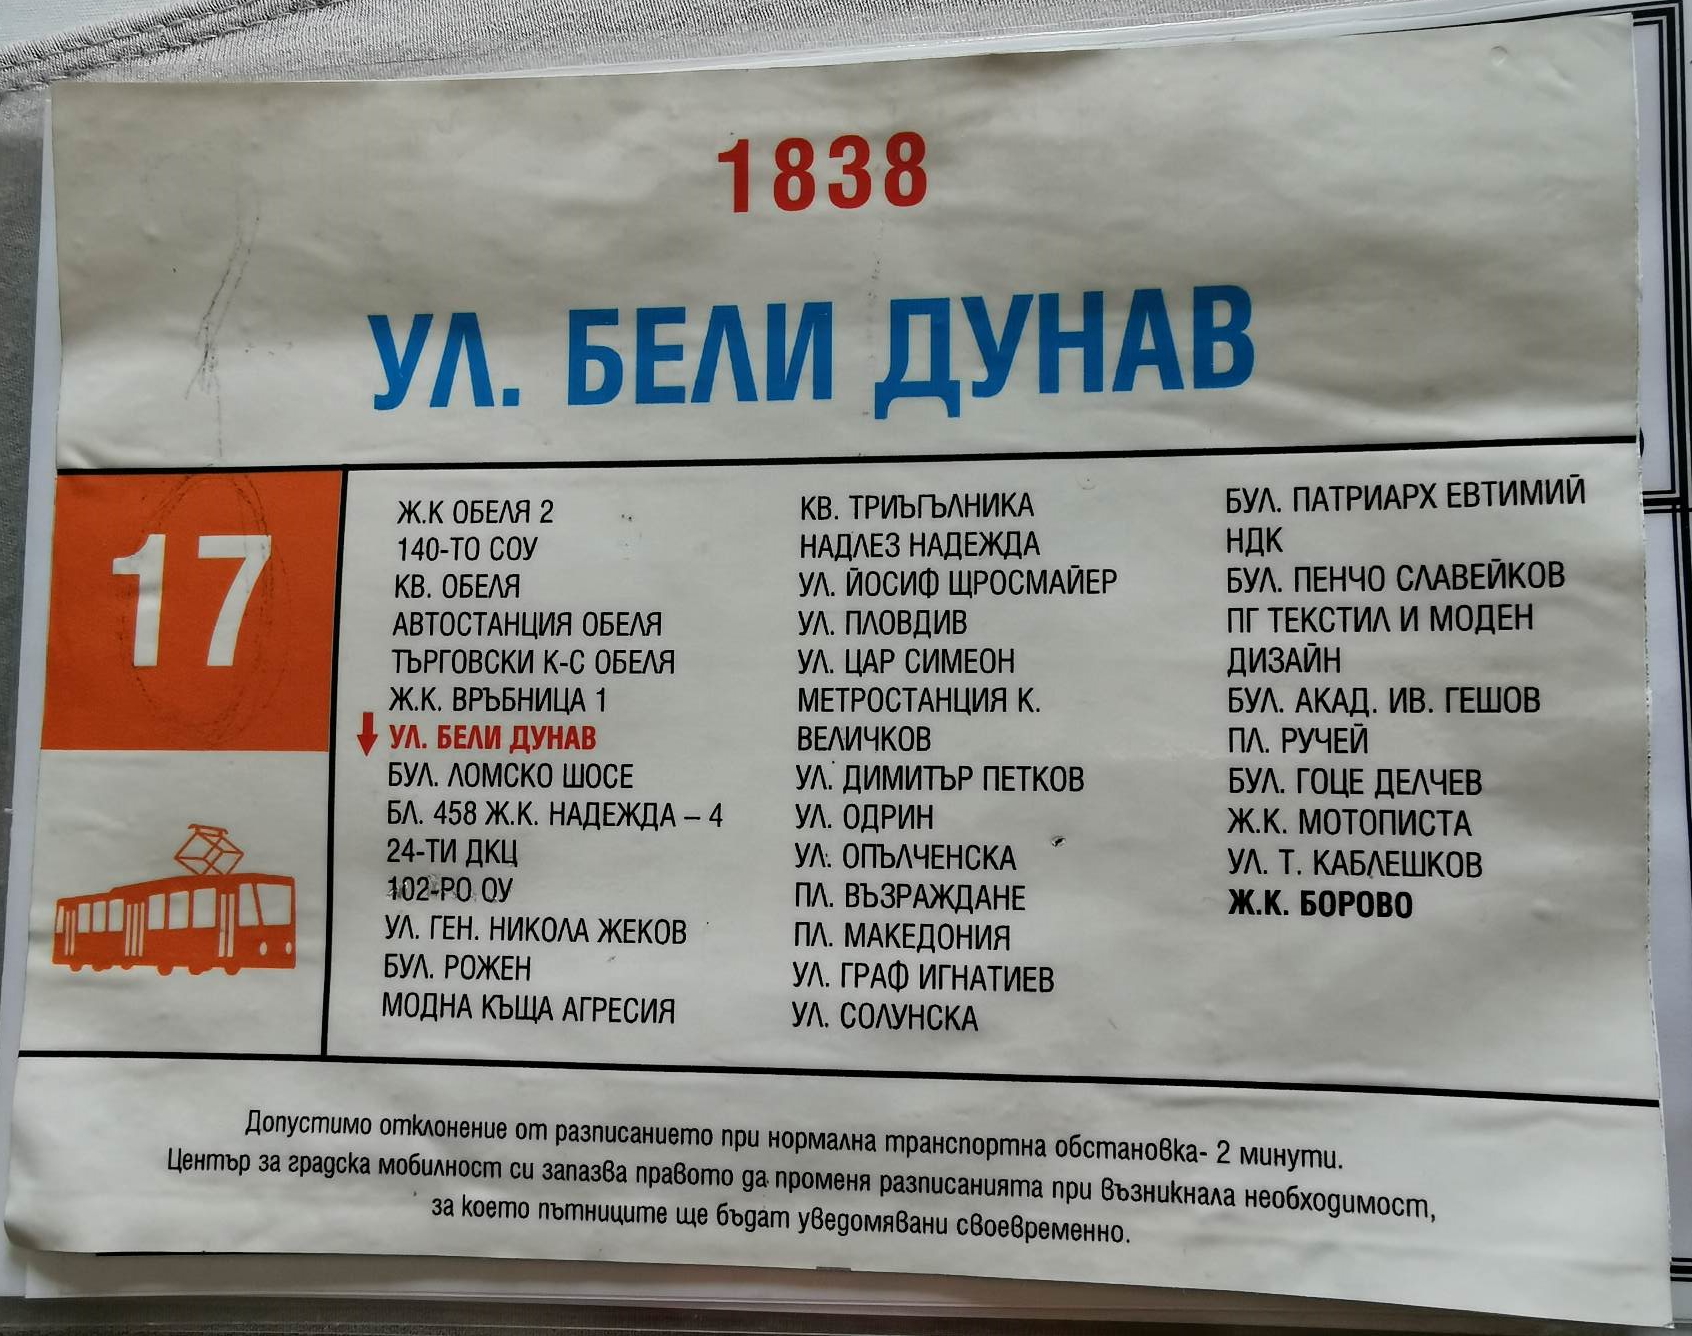 1838
УЛ. БЕЛИ ДУНАВ
17
Ж.К ОБЕЛЯ 2
140-ТО СОУ
КВ. ОБЕЛЯ
АВТОСТАНЦИЯ ОБЕЛЯ
ТЪРГОВСКИ К-С ОБЕЛЯ
Ж.К. ВРЪБНИЦА 1
УЛ. БЕЛИ ДУНАВ
БУЛ. ЛОМСКО ШОСЕ
БЛ. 458 Ж.К. НАДЕЖДА – 4
24-ТИ ДКЦ
102-РО ОУ
УЛ. ГЕН. НИКОЛА ЖЕКОВ
БУЛ. РОЖЕН
МОДНА КЪЩА АГРЕСИЯ
КВ. ТРИЪГЪЛНИКА
НАДЛЕЗ НАДЕЖДА
УЛ. ЙОСИФ ЩРОСМАЙЕР
УЛ. ПЛОВДИВ
УЛ. ЦАР СИМЕОН
МЕТРОСТАНЦИЯ К.
ВЕЛИЧКОВ
УЛ. ДИМИТЪР ПЕТКОВ
УЛ. ОДРИН
УЛ. ОПЪЛЧЕНСКА
ПЛ. ВЪЗРАЖДАНЕ
ПЛ. МАКЕДОНИЯ
УЛ. ГРАФ ИГНАТИЕВ
УЛ. СОЛУНСКА
БУЛ. ПАТРИАРХ ЕВТИМИЙ
НДК
БУЛ. ПЕНЧО СЛАВЕЙКОВ
ПГ ТЕКСТИЛ И МОДЕН
ДИЗАЙН
БУЛ. АКАД. ИВ. ГЕШОВ
ПЛ. РУЧЕЙ
БУЛ. ГОЦЕ ДЕЛЧЕВ
Ж.К. МОТОПИСТА
УЛ. Т. КАБЛЕШКОВ
Ж.К. БОРОВО
Допустимо отклонение от разписанието при нормална транспортна обстановка- 2 минути.
Център за градска мобилност си запазва правото да променя разписанията при възникнала необходимост,
за което пътниците ще бъдат уведомявани своевременно.